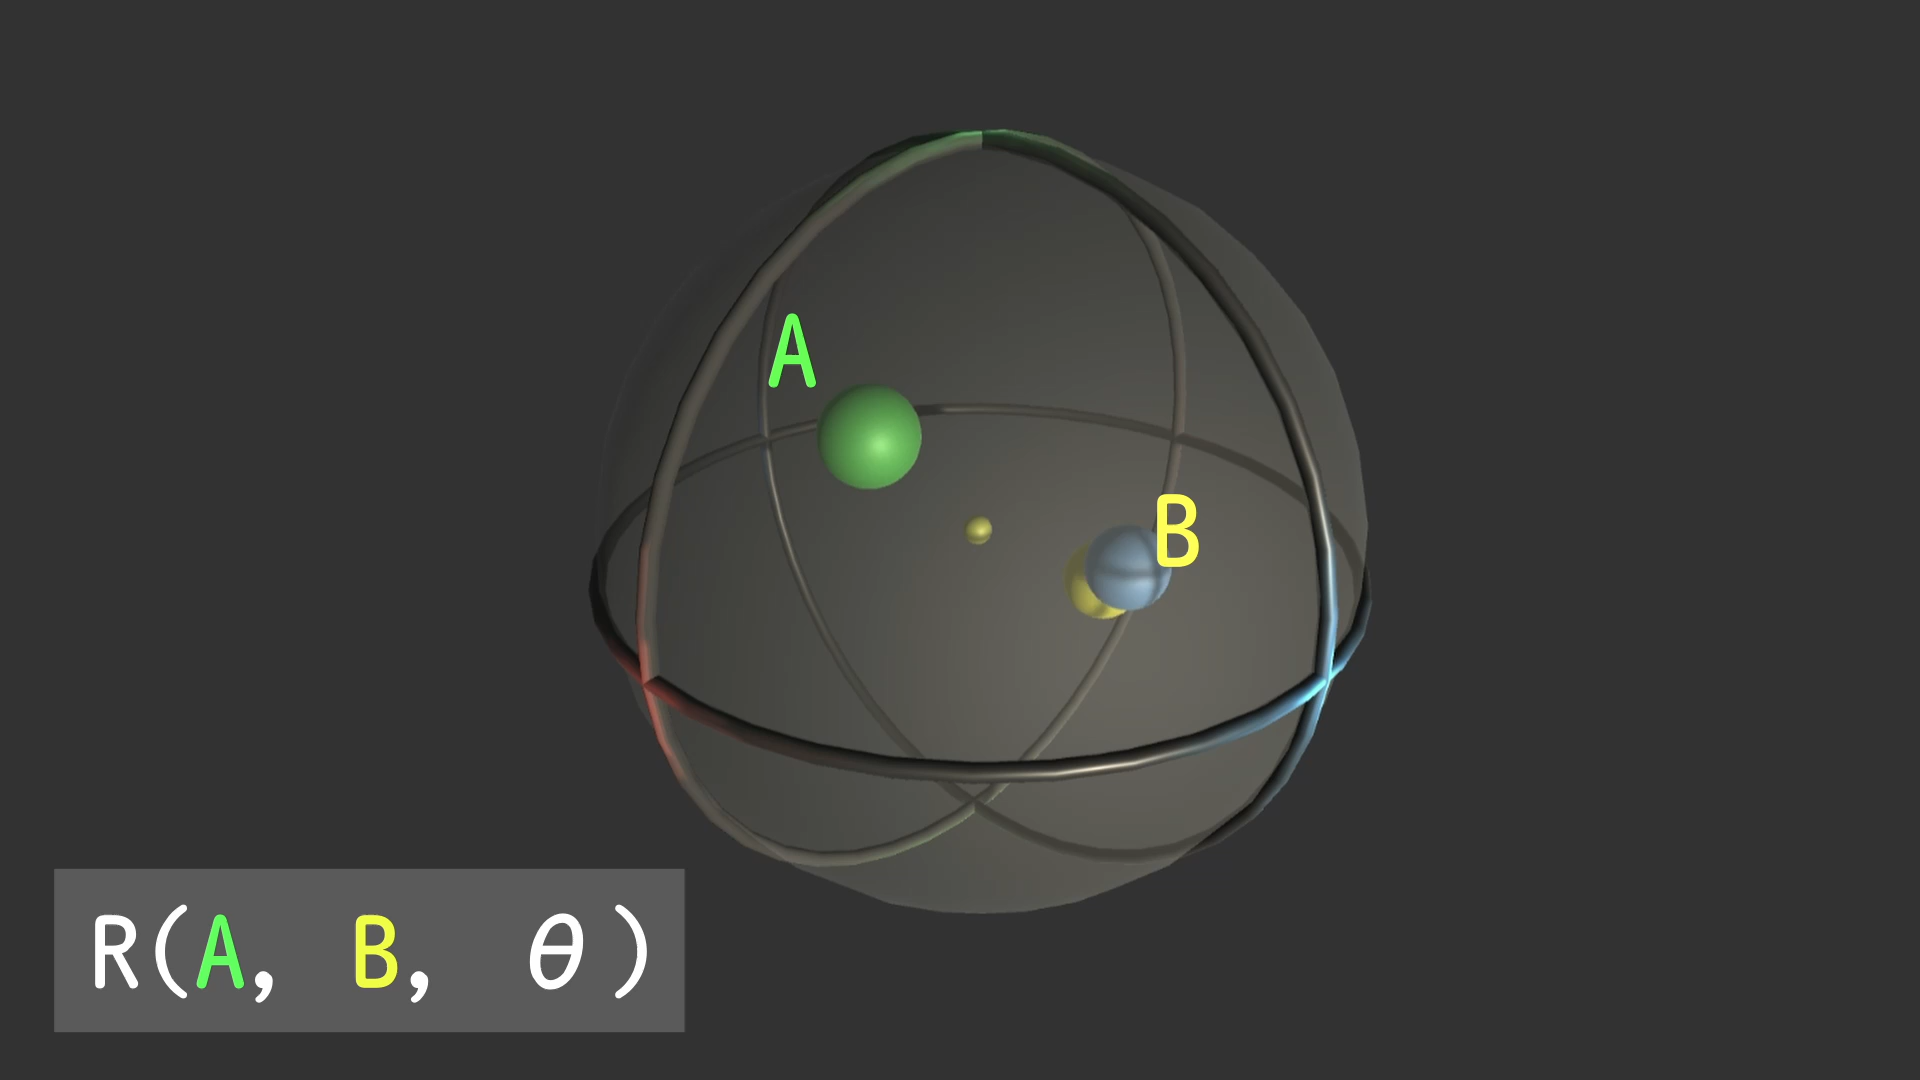 A
B
R(A, B, θ)